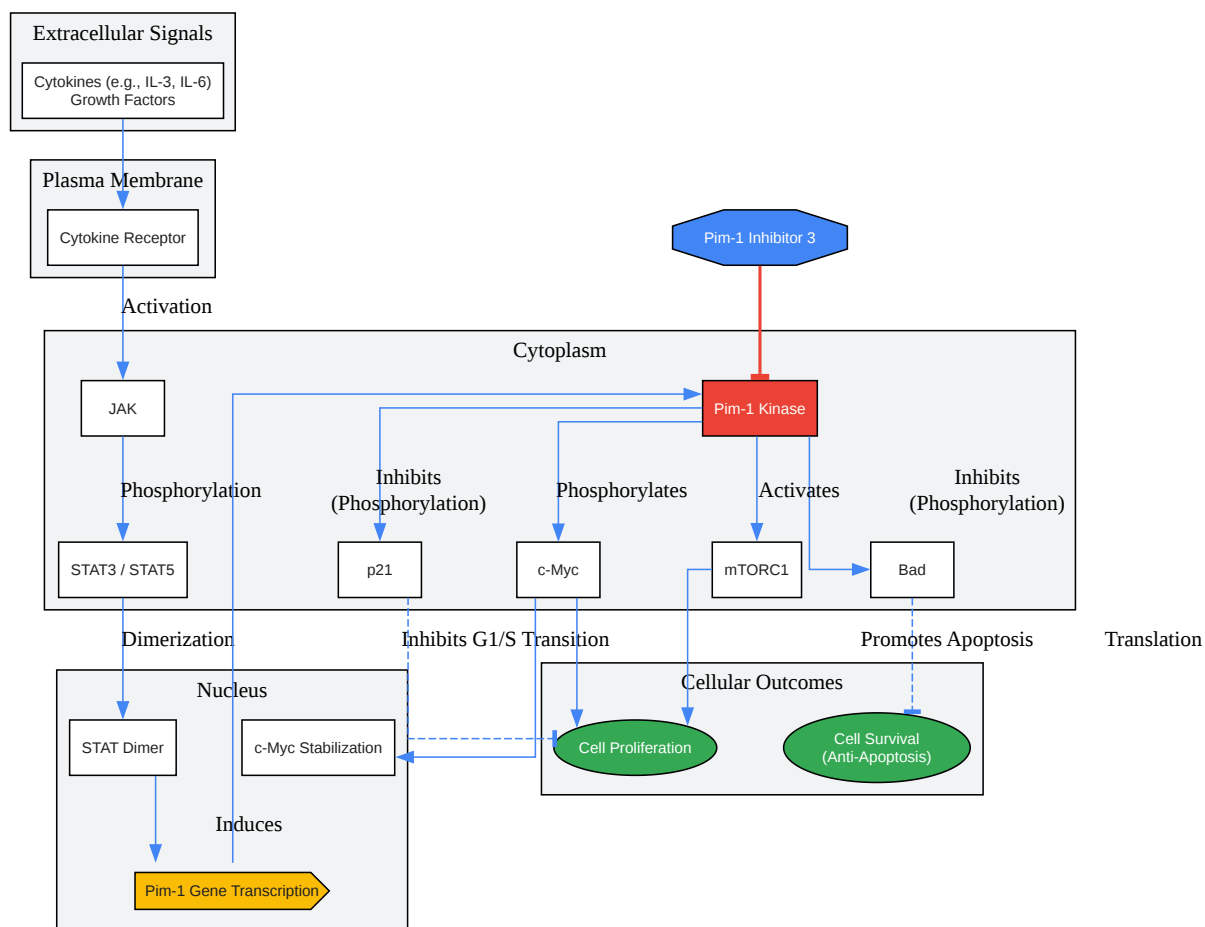 Extracellular Signals
Cytokines (e.g., IL-3, IL-6)
Growth Factors
Plasma Membrane
Cytokine Receptor
Pim-1 Inhibitor 3
Activation
Cytoplasm
JAK
Pim-1 Kinase
Phosphorylation
Inhibits
(Phosphorylation)
Phosphorylates
Activates
Inhibits
(Phosphorylation)
STAT3 / STAT5
p21
c-Myc
mTORC1
Bad
Dimerization
Inhibits G1/S Transition
Promotes Apoptosis
Translation
Nucleus
Cellular Outcomes
STAT Dimer
c-Myc Stabilization
Cell Proliferation
Cell Survival
(Anti-Apoptosis)
Induces
Pim-1 Gene Transcription